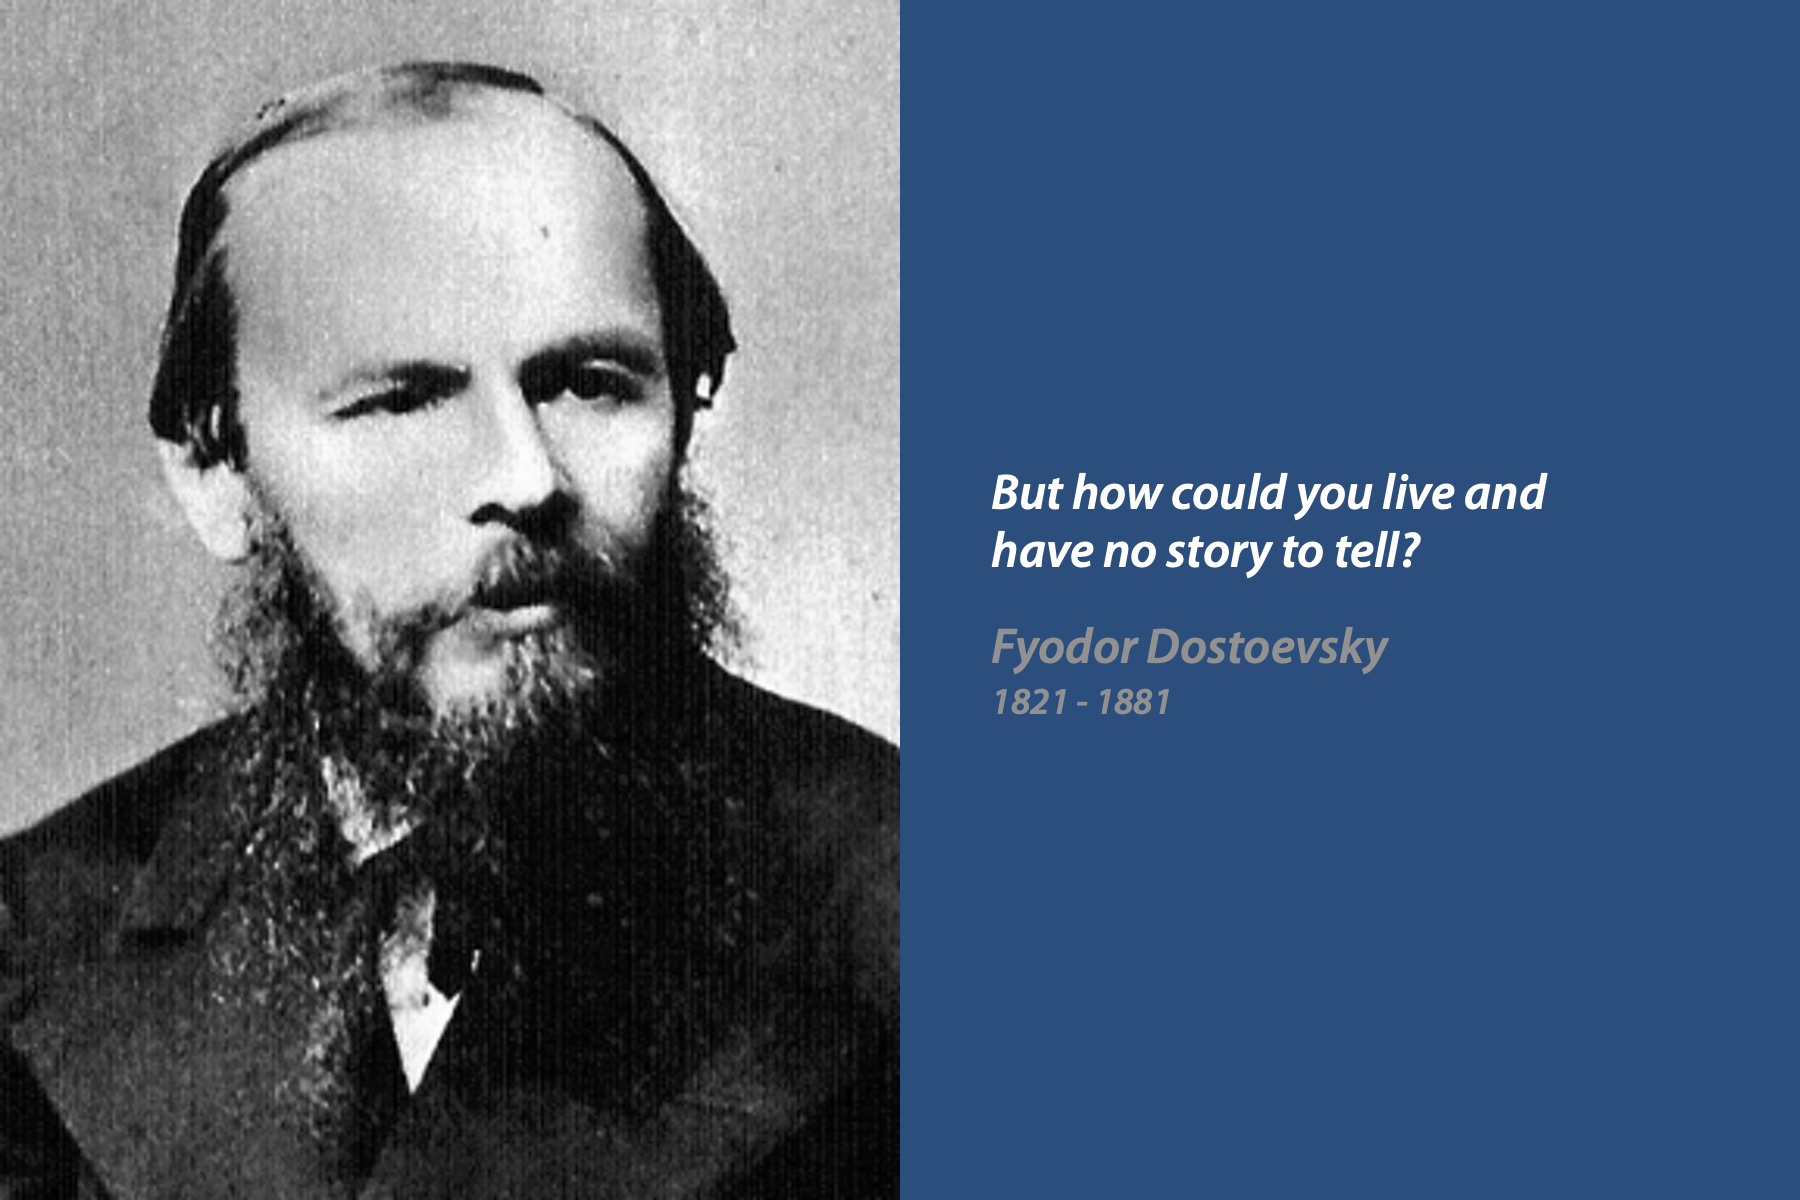 But how could you live and
have no story to tell?
Fyodor Dostoevsky
1821 - 1881